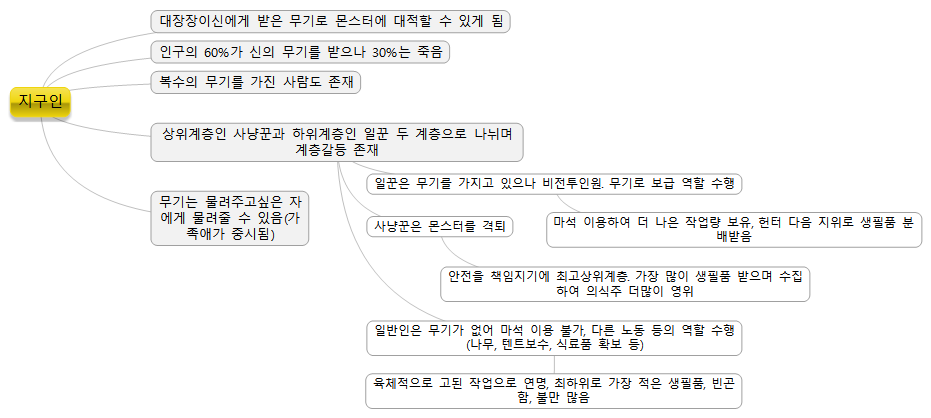 지구인
대장장이신에게 받은 무기로 몬스터에 대적할 수 있게 됨
인구의 60%가 신의 무기를 받으나 30%는 죽음
복수의 무기를 가진 사람도 존재
상위계층인 사냥꾼과 하위계층인 일꾼 두 계층으로 나뉘며
계층갈등 존재
일꾼은 무기를 가지고 있으나 비전투인원. 무기로 보급 역할 수행
마석 이용하여 더 나은 작업량 보유, 헌터 다음 지위로 생필품 분
배받음
사냥꾼은 몬스터를 격퇴
안전을 책임지기에 최고상위계층. 가장 많이 생필품 받으며 수집
하여 의식주 더많이 영위
일반인은 무기가 없어 마석 이용 불가, 다른 노동 등의 역할 수행
(나무, 텐트보수, 식료품 확보 등)
육체적으로 고된 작업으로 연명, 최하위로 가장 적은 생필품, 빈곤
함, 불만 많음
무기는 물려주고싶은 자
에게 물려줄 수 있음(가
족애가 중시됨)